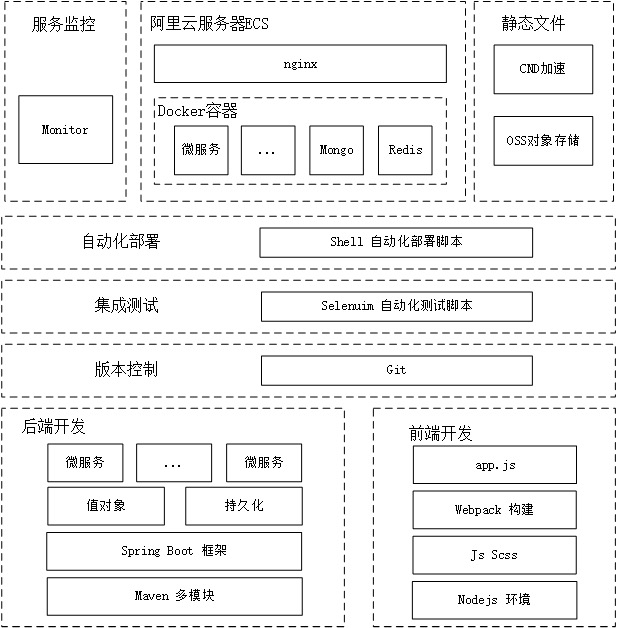 服务监控
Monitor
阿里云服务器ECS
nginx
Docker容器
微服务
...
Mongo
Redis
静态文件
CND加速
OSS对象存储
自动化部署
Shell 自动化部署脚本
集成测试
Selenuim 自动化测试脚本
版本控制
Git
后端开发
微服务
...
微服务
值对象
持久化
Spring Boot 框架
Maven 多模块
前端开发
app.js
Webpack 构建
Js Scss
Nodejs 环境